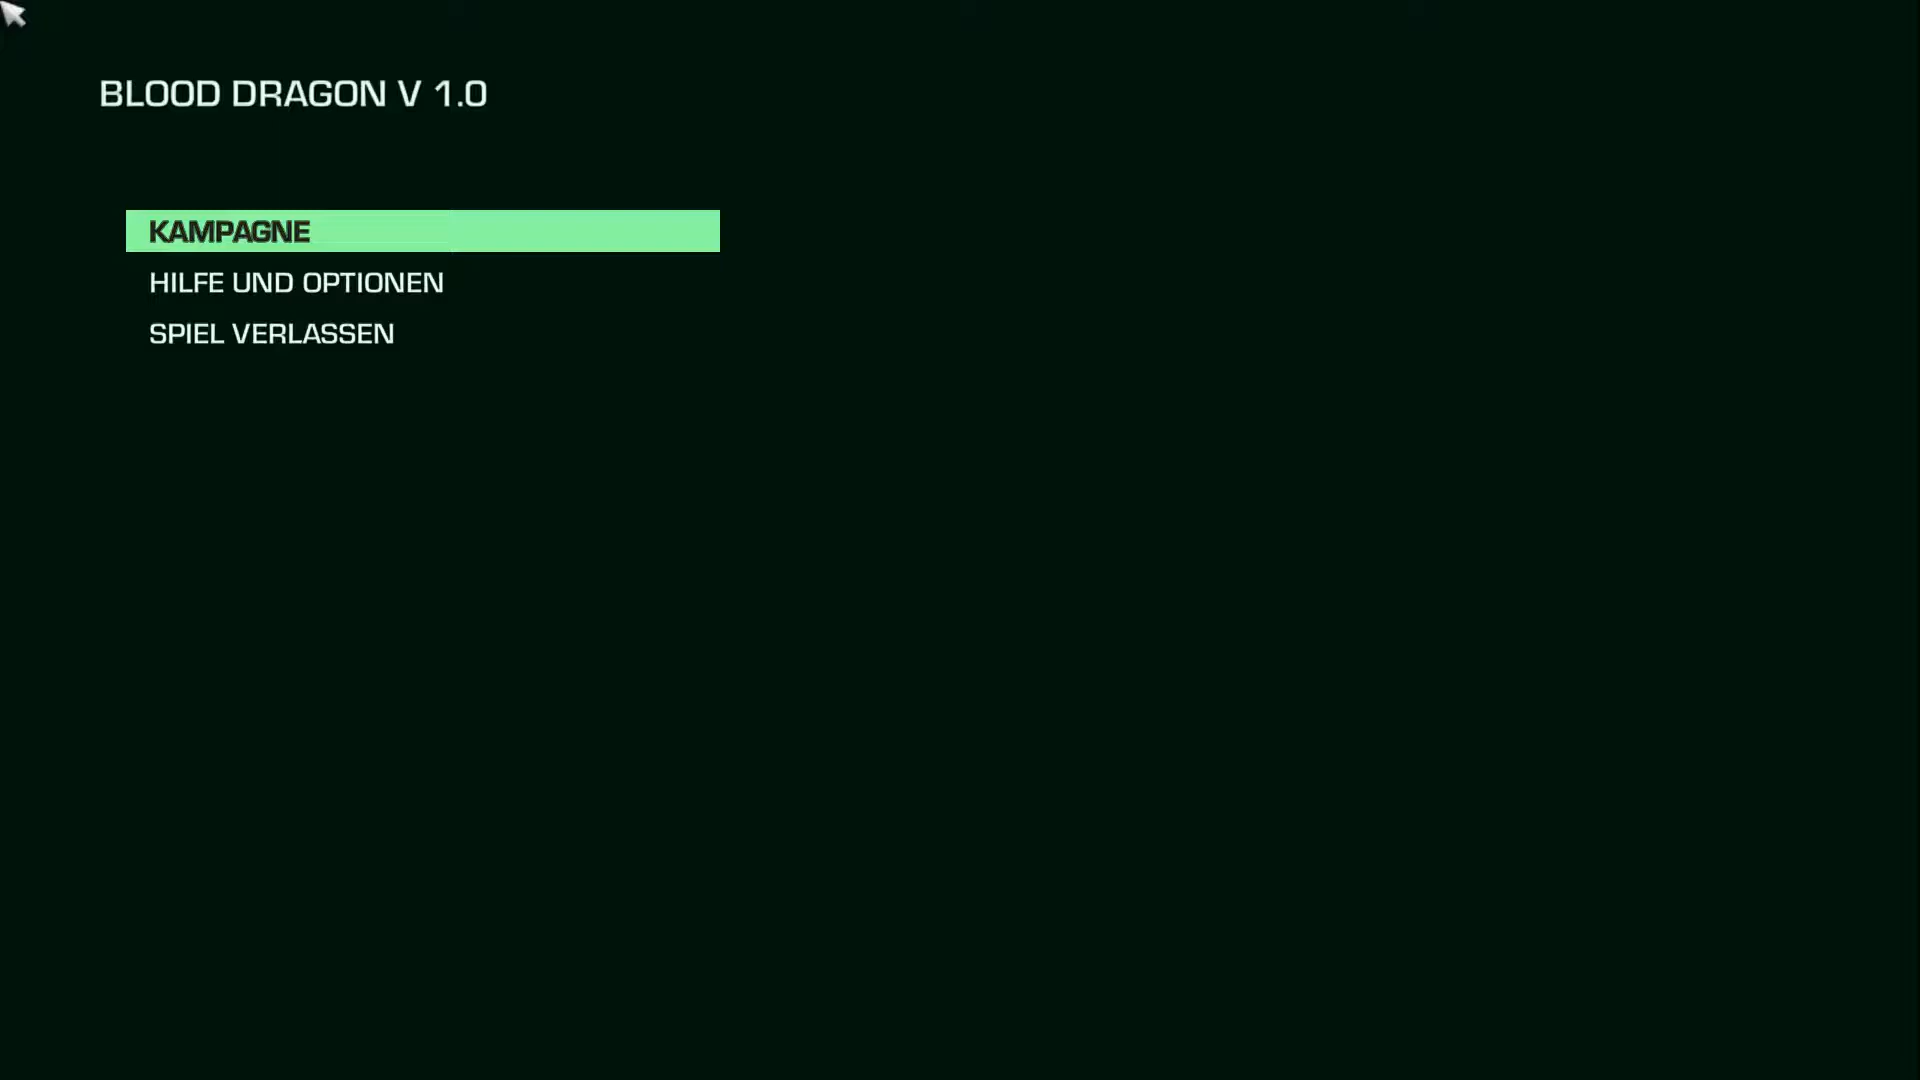 BLOOD DRAGON V 1.0
KAMPAGNE
HILFE UND OPTIONEN
SPIEL VERLASSEN